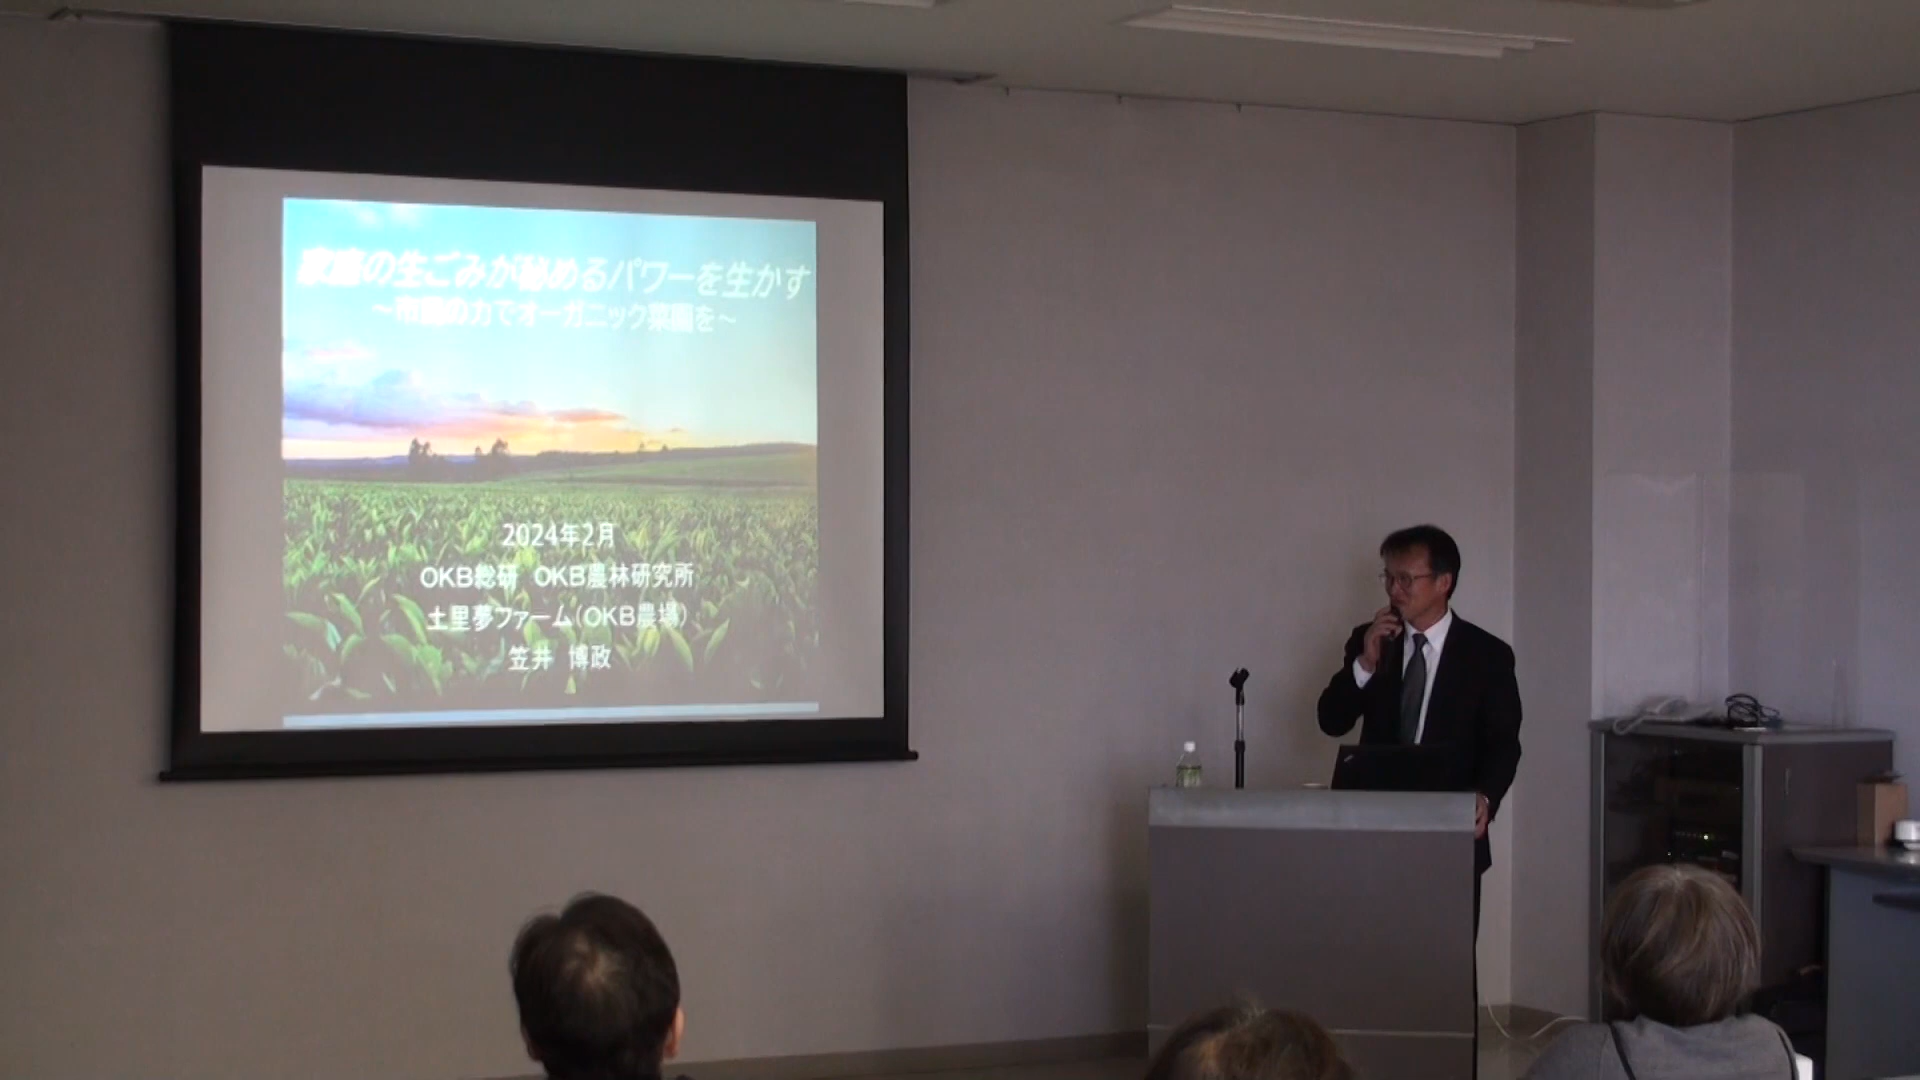 家庭の生ごみが秘めるパワーを生かす
～市民の力でオーガニック菜園を～
2024年2月
OKB総研 OKB農林研究所
土里夢ファーム(OKB農場)
笠井 博政